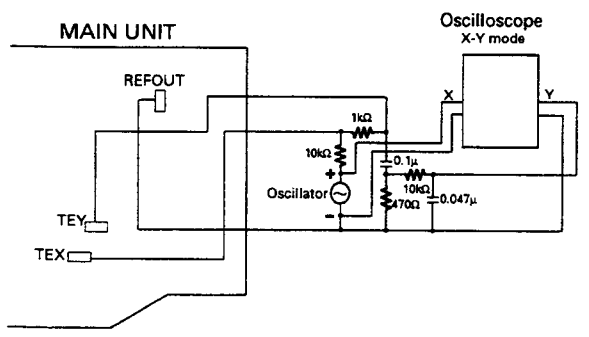 Oscilloscope
X-Y mode
MAIN UNIT
REFOUT
X
Y
1kΩ
10kΩ
0.1μ
+
10kΩ
Oscillator
470Ω
0.047μ
−
TEY
TEX